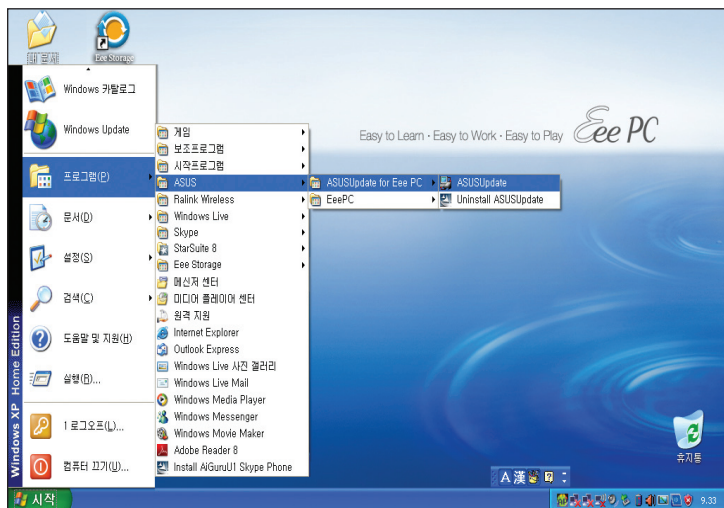 내 문서
Eee Storage
Windows 카탈로그
Windows Update
프로그램(P)
문서(D)
설정(S)
검색(C)
도움말 및 지원(H)
실행(R)...
1 로그오프(L)...
컴퓨터 끄기(U)...
Windows XP Home Edition
게임
보조프로그램
시작프로그램
ASUS
Ralink Wireless
Windows Live
Skype
StarSuite 8
Eee Storage
메신저 센터
미디어 플레이어 센터
원격 지원
Internet Explorer
Outlook Express
Windows Live 사진 갤러리
Windows Live Mail
Windows Media Player
Windows Messenger
Windows Movie Maker
Adobe Reader 8
Install AiGuruU1 Skype Phone
ASUSUpdate for Eee PC
EeePC
ASUSUpdate
Uninstall ASUSUpdate
Easy to Learn · Easy to Work · Easy to Play Eee PC
휴지통
A 漢
시작
9.33